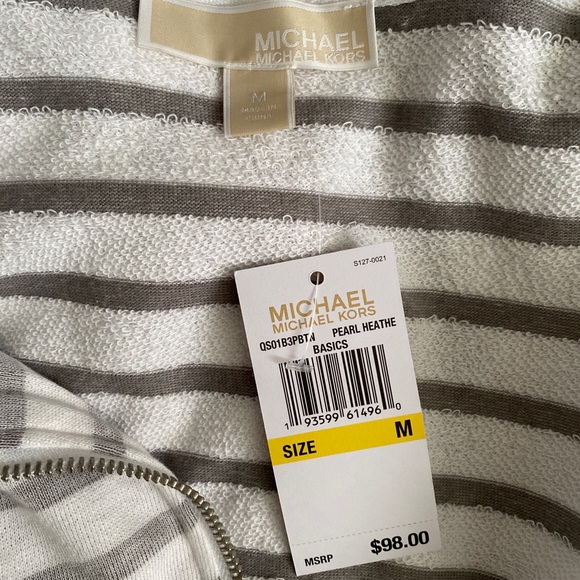 MICHAEL
MICHAEL KORS
M
S127-0021
MICHAEL
MICHAEL KORS
QS01B3PBTN PEARL HEATHE
BASICS
1 93599 61496 0
SIZE M
MSRP $98.00